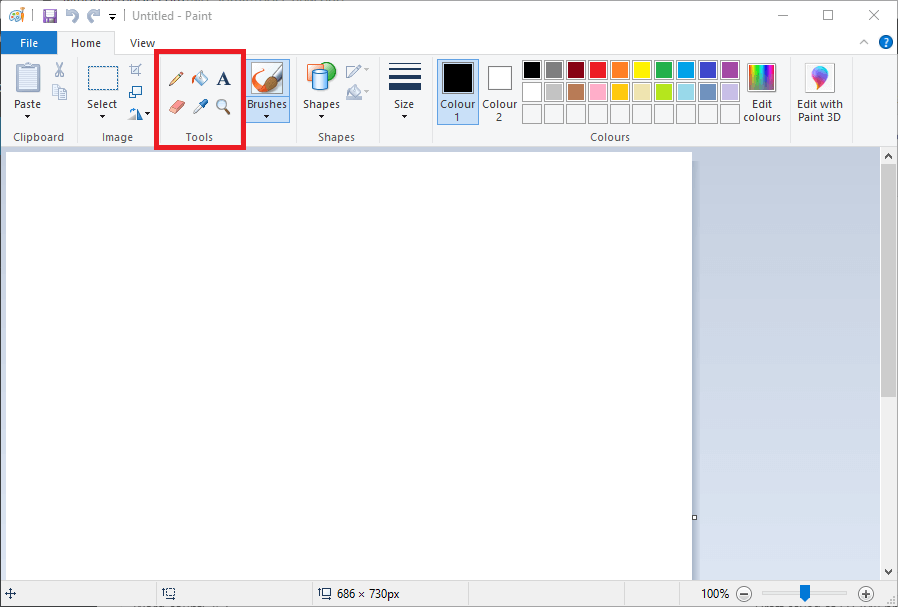 Untitled - Paint
File Home View
Paste
Clipboard
Select
Image
A
Tools
Brushes
Shapes
Shapes
Size
Colour
1
Colour
2
Edit
colours
Colours
Edit with
Paint 3D
686 × 730px
100%